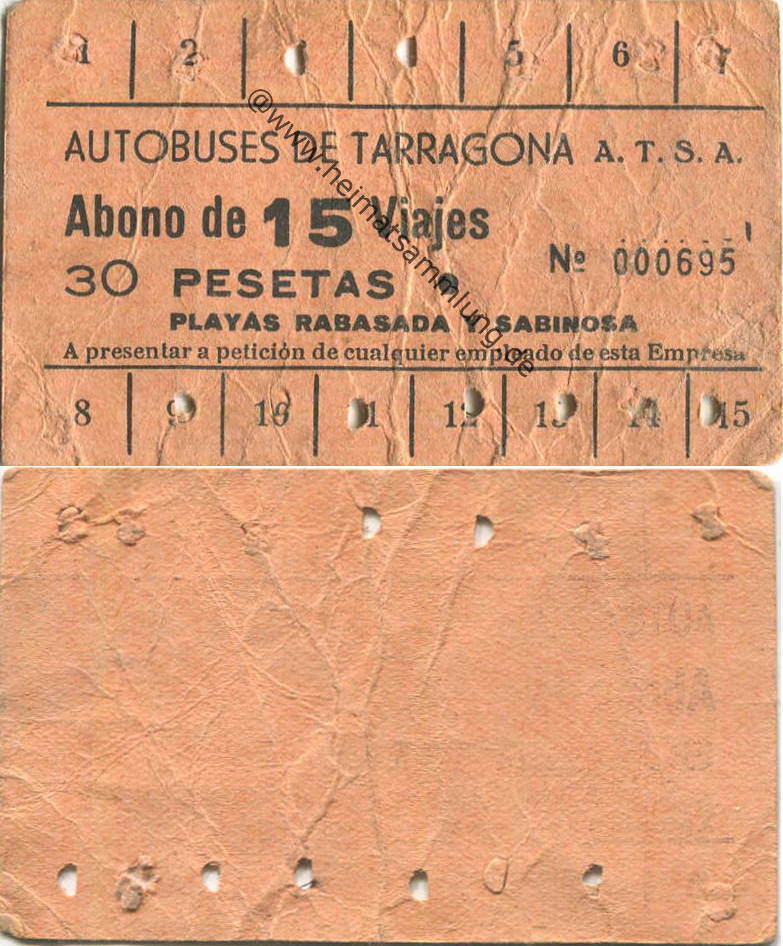 1 2 5 6 7
AUTOBUSES DE TARRAGONA A. T. S. A.
Abono de 15 Viajes
30 PESETAS
Nº 000695
PLAYAS RABASADA Y SABINOSA
A presentar a petición de cualquier empleado de esta Empresa
8 9 10 11 12 13 14 15
@www.heimatsammlung.de